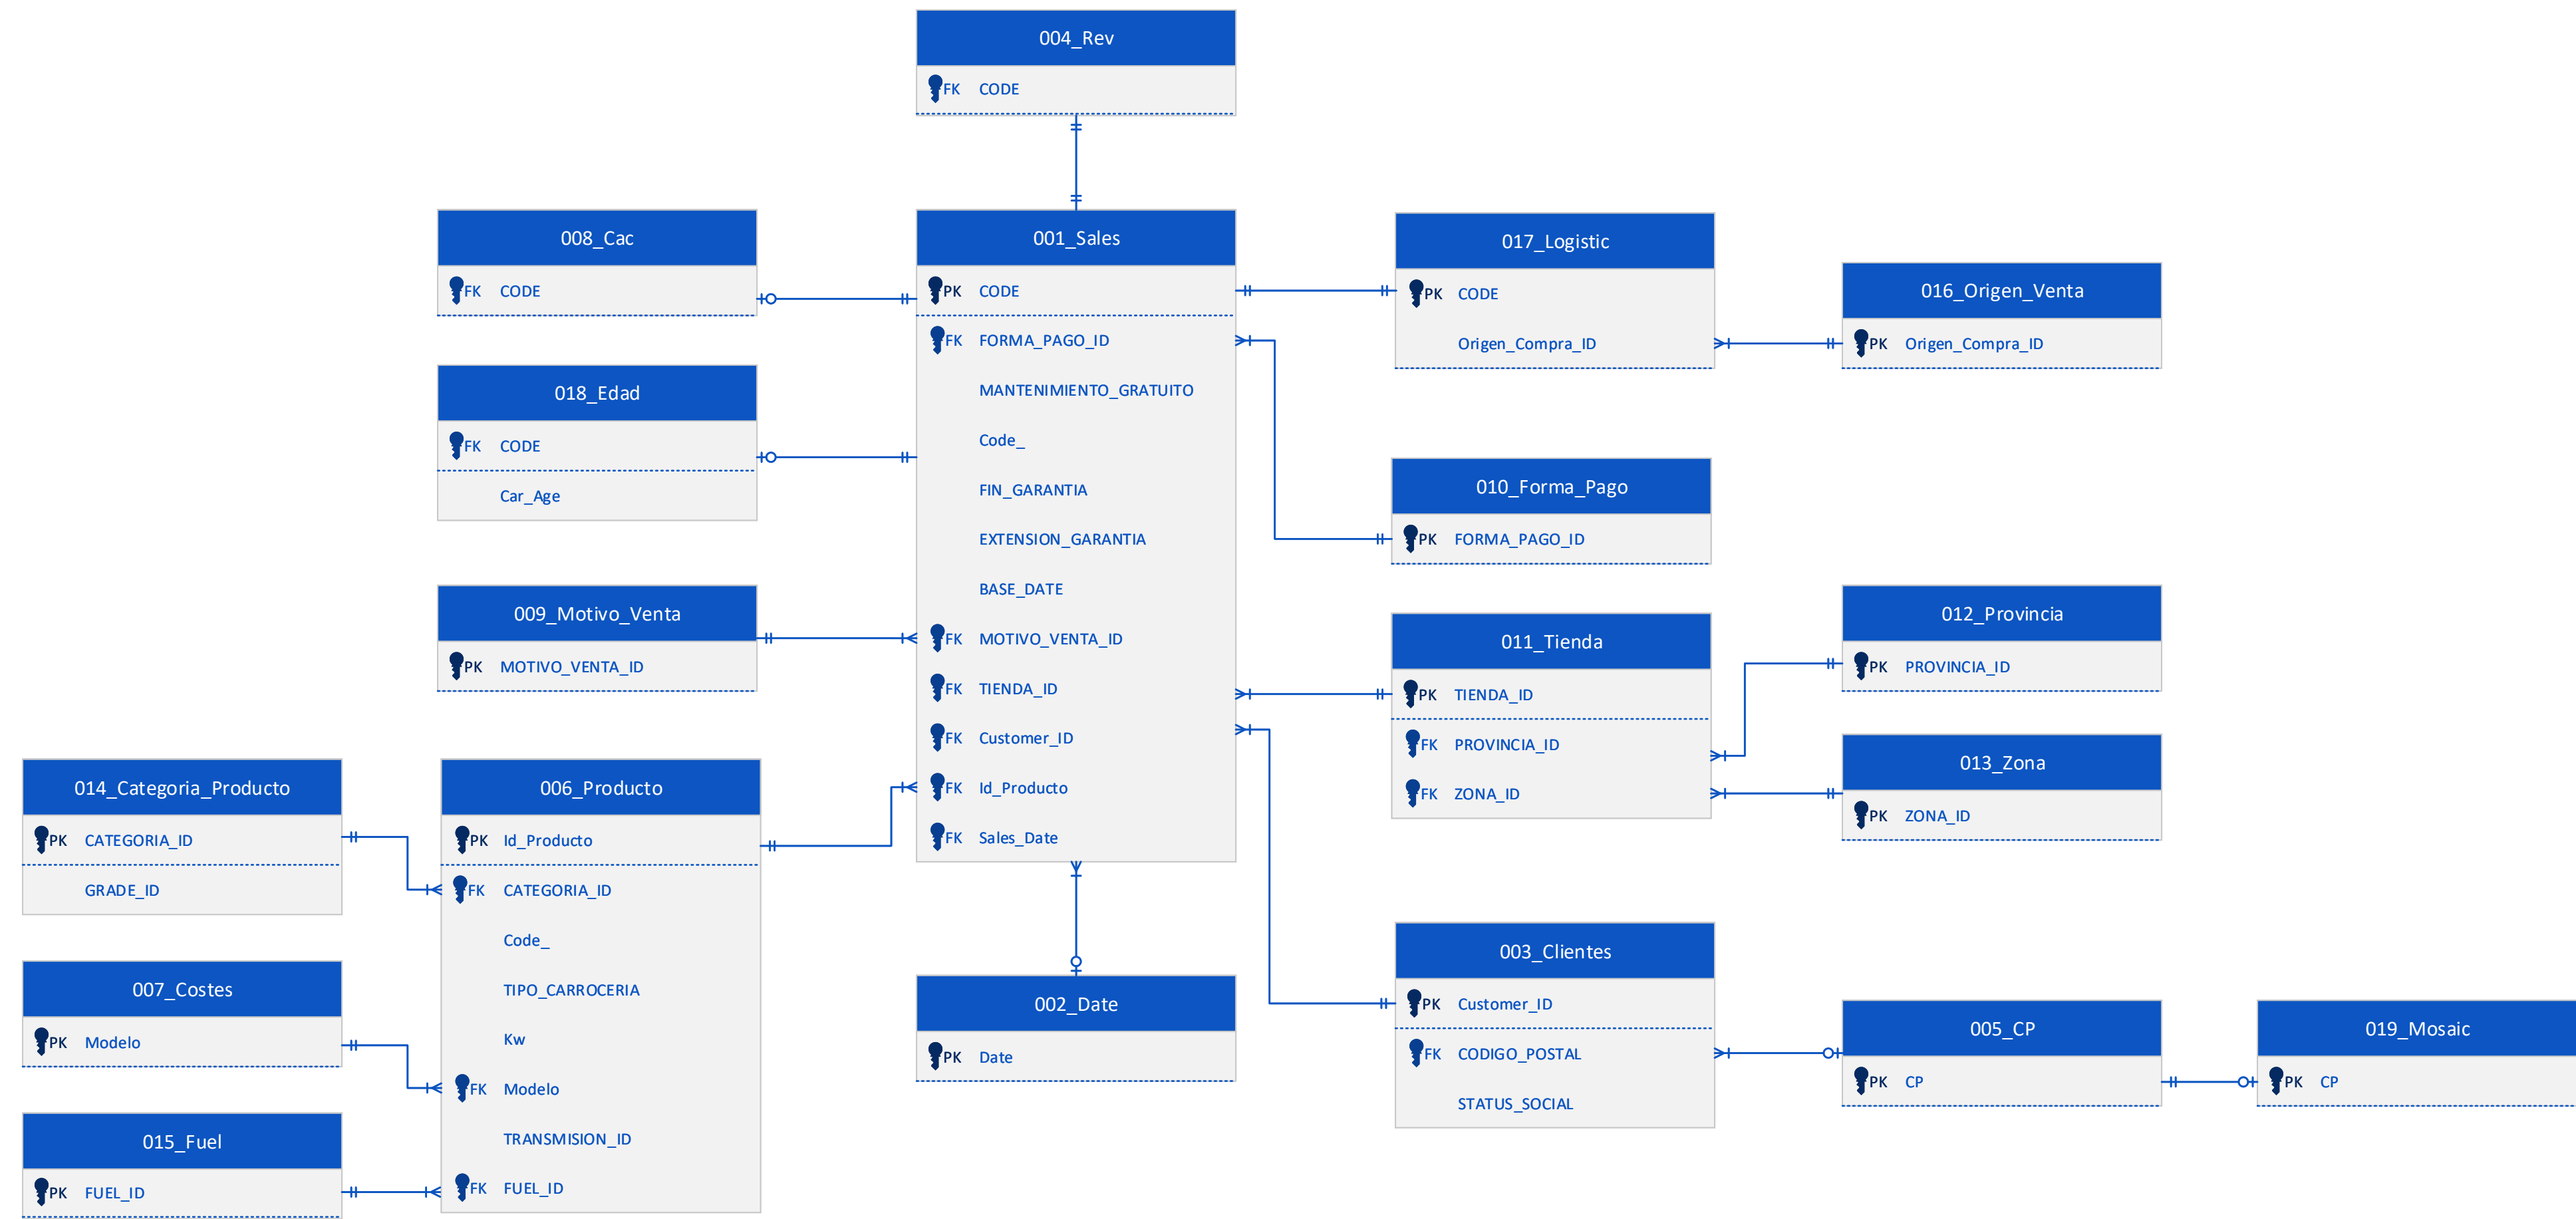 004_Rev
FK CODE
008_Cac
FK CODE
018_Edad
FK CODE
Car_Age
009_Motivo_Venta
PK MOTIVO_VENTA_ID
001_Sales
PK CODE
FK FORMA_PAGO_ID
MANTENIMIENTO_GRATUITO
Code_
FIN_GARANTIA
EXTENSION_GARANTIA
BASE_DATE
FK MOTIVO_VENTA_ID
FK TIENDA_ID
FK Customer_ID
FK Id_Producto
FK Sales_Date
017_Logistic
PK CODE
Origen_Compra_ID
016_Origen_Venta
PK Origen_Compra_ID
010_Forma_Pago
PK FORMA_PAGO_ID
011_Tienda
PK TIENDA_ID
FK PROVINCIA_ID
FK ZONA_ID
012_Provincia
PK PROVINCIA_ID
013_Zona
PK ZONA_ID
014_Categoria_Producto
PK CATEGORIA_ID
GRADE_ID
007_Costes
PK Modelo
015_Fuel
PK FUEL_ID
006_Producto
PK Id_Producto
FK CATEGORIA_ID
Code_
TIPO_CARROCERIA
Kw
FK Modelo
TRANSMISION_ID
FK FUEL_ID
002_Date
PK Date
003_Clientes
PK Customer_ID
FK CODIGO_POSTAL
STATUS_SOCIAL
005_CP
PK CP
019_Mosaic
PK CP